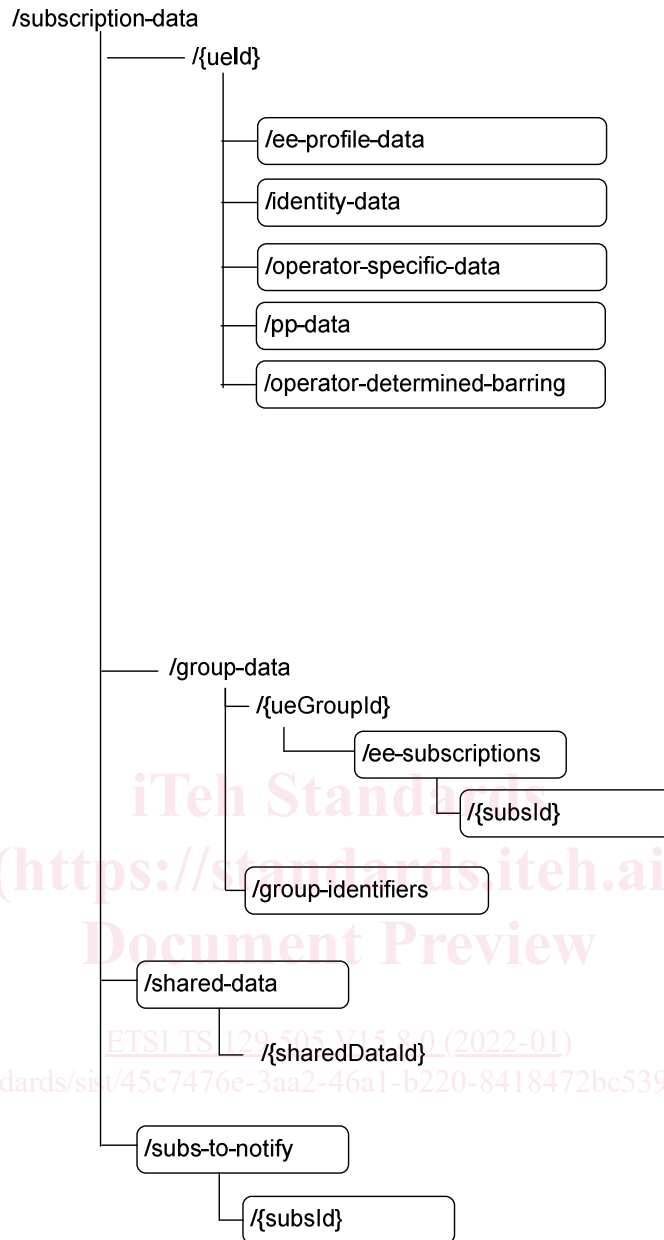 /subscription-data
/{ueId}
/ee-profile-data
/identity-data
/operator-specific-data
/pp-data
/operator-determined-barring
/group-data
/{ueGroupId}
/ee-subscriptions
iTeh Standards
/{subsId}
(https://standards.iteh.ai
/group-identifiers
Document Preview
/shared-data
ETSI TS 129 505 V15.8.0 (2022-01)
/{sharedDataId}
dards/sist/45c7476e-3aa2-46a1-b220-8418472bc539
/subs-to-notify
/{subsId}